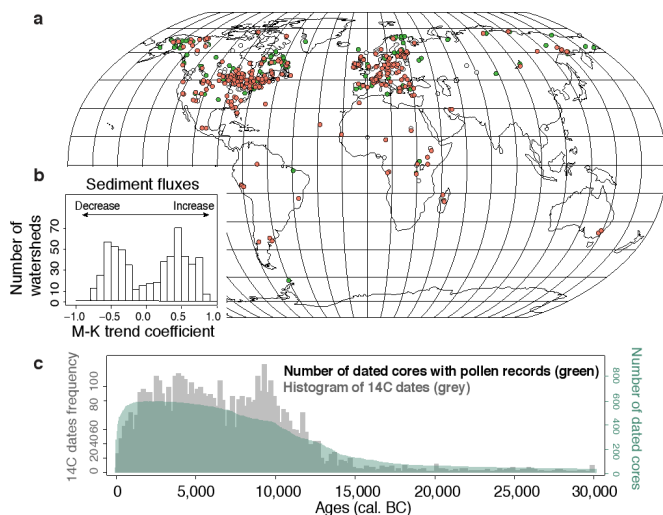 a
b
Sediment fluxes
Decrease Increase
Number of
watersheds
0 10 30 50 70
−1.0 −0.5 0.0 0.5 1.0
M-K trend coefficient
c
Number of dated cores with pollen records (green)
Histogram of 14C dates (grey)
14C dates frequency
0 20 40 60 80 100
Number of
dated cores
0 200 400 600 800
0 5,000 10,000 15,000 20,000 25,000 30,000
Ages (cal. BC)